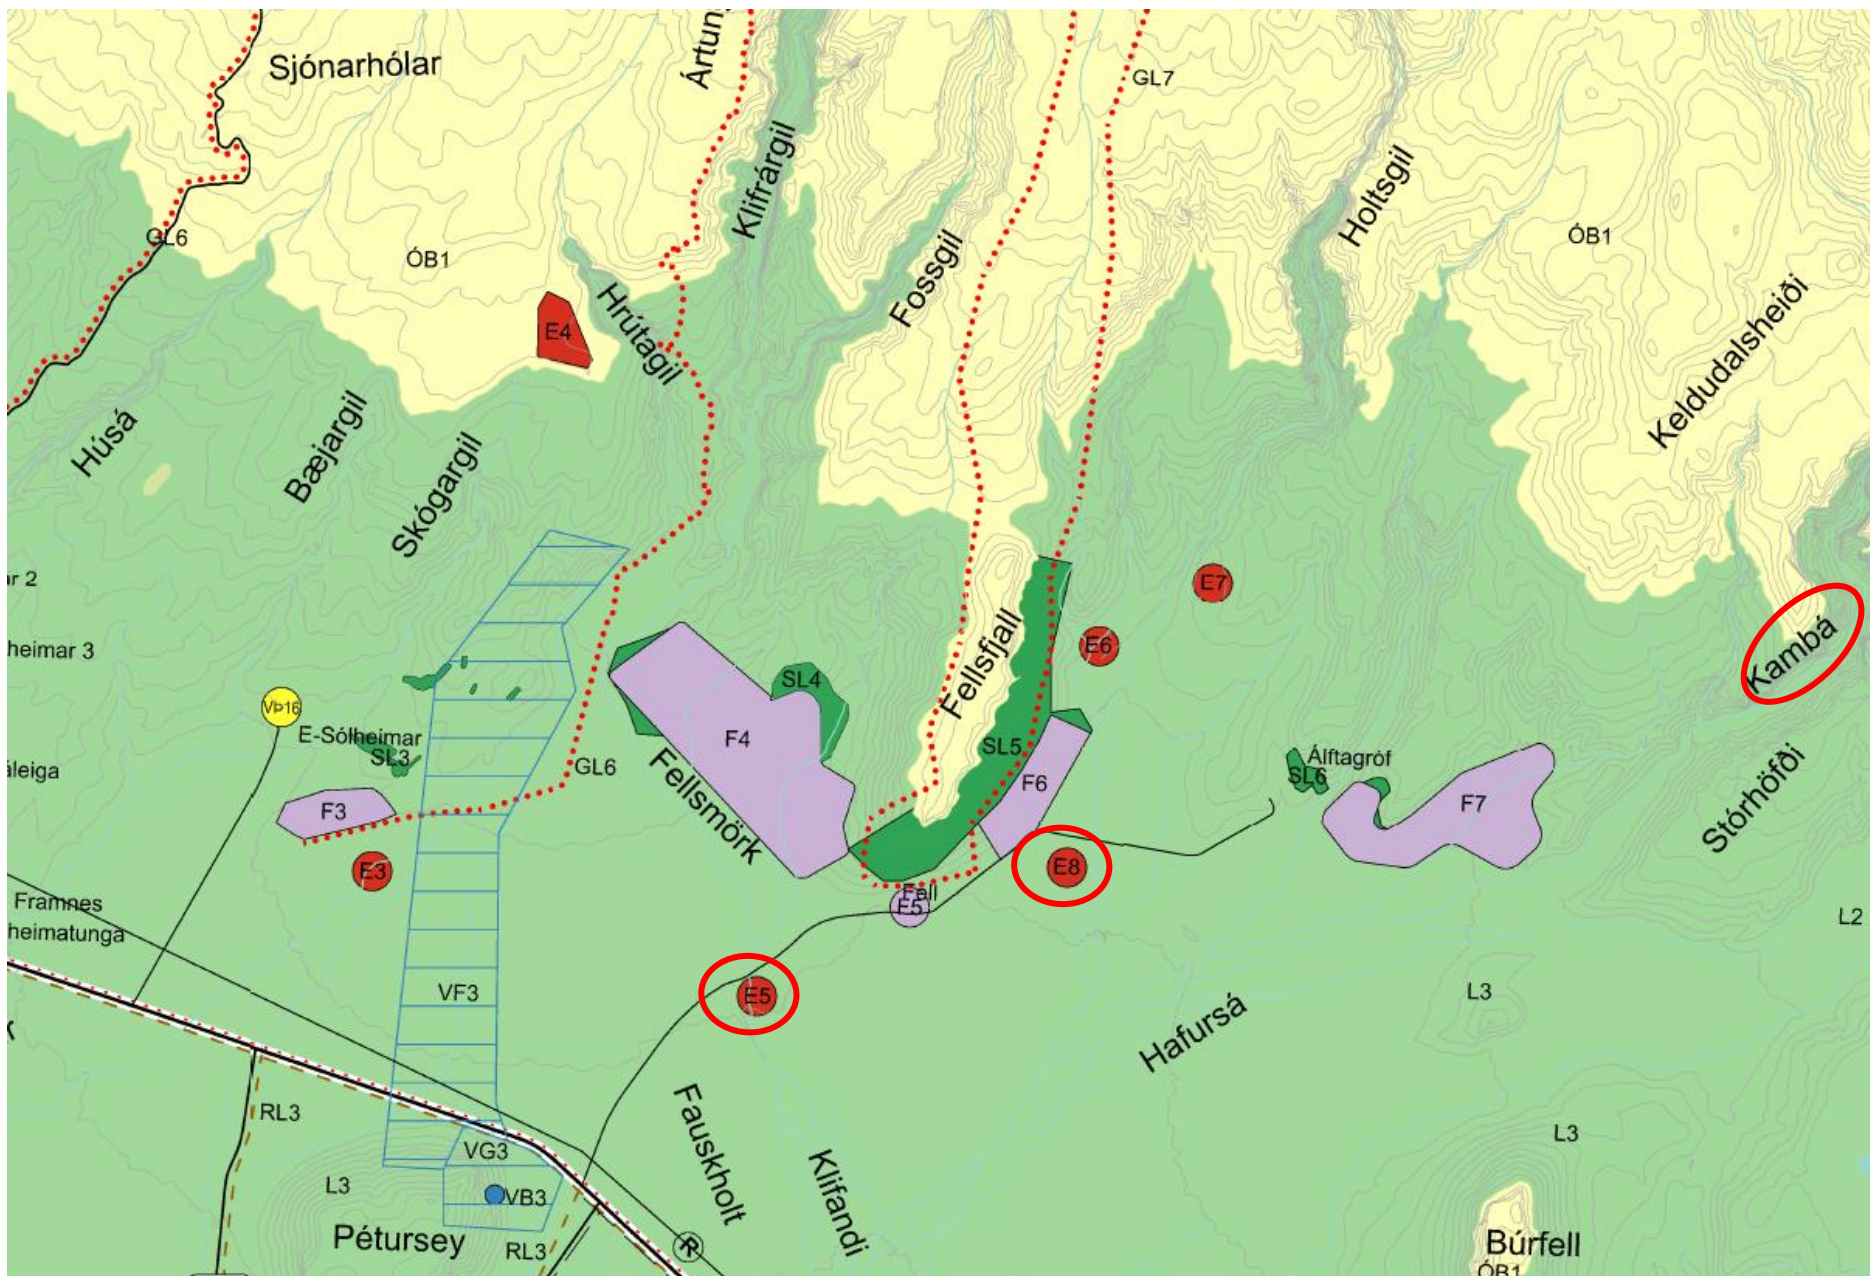 Sjónarhólar
Ártun
GL7
Klifrárgil
Holtsgil
GL6
ÓB1
ÓB1
Fossgil
Hrútagil
E4
Keldudalsheiði
Húsá
Bæjargil
Skógargil
ar 2
E7
heimar 3
E6
Kambá
Fellsfjall
SL4
VÞ16
E-Sólheimar
SL3
F4
SL5
Álftagróf
SL6
áleiga
GL6
F6
F3
Fellsmörk
F7
Stórhöfði
E3
E8
Framnes
Fell
F5
L2
heimatunga
VF3
E5
L3
Hafursá
RL3
Fauskholt
L3
VG3
L3
VB3
Klifandi
Pétursey
RL3
R
Búrfell
ÓB1